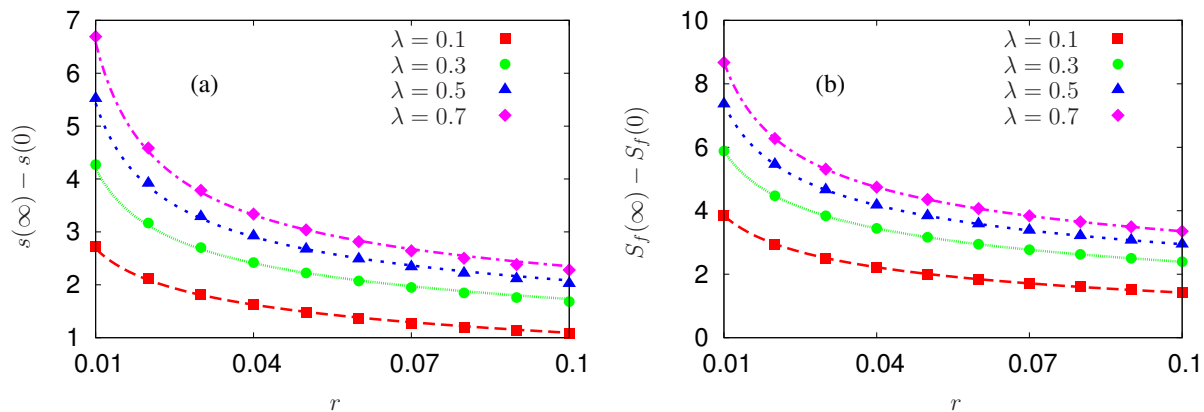 7
6
5
4
3
2
1
s(∞) − s(0)
(a)
λ = 0.1
λ = 0.3
λ = 0.5
λ = 0.7
0.01 0.04 0.07 0.1
r
10
8
6
4
2
0
S_f(∞) − S_f(0)
(b)
λ = 0.1
λ = 0.3
λ = 0.5
λ = 0.7
0.01 0.04 0.07 0.1
r